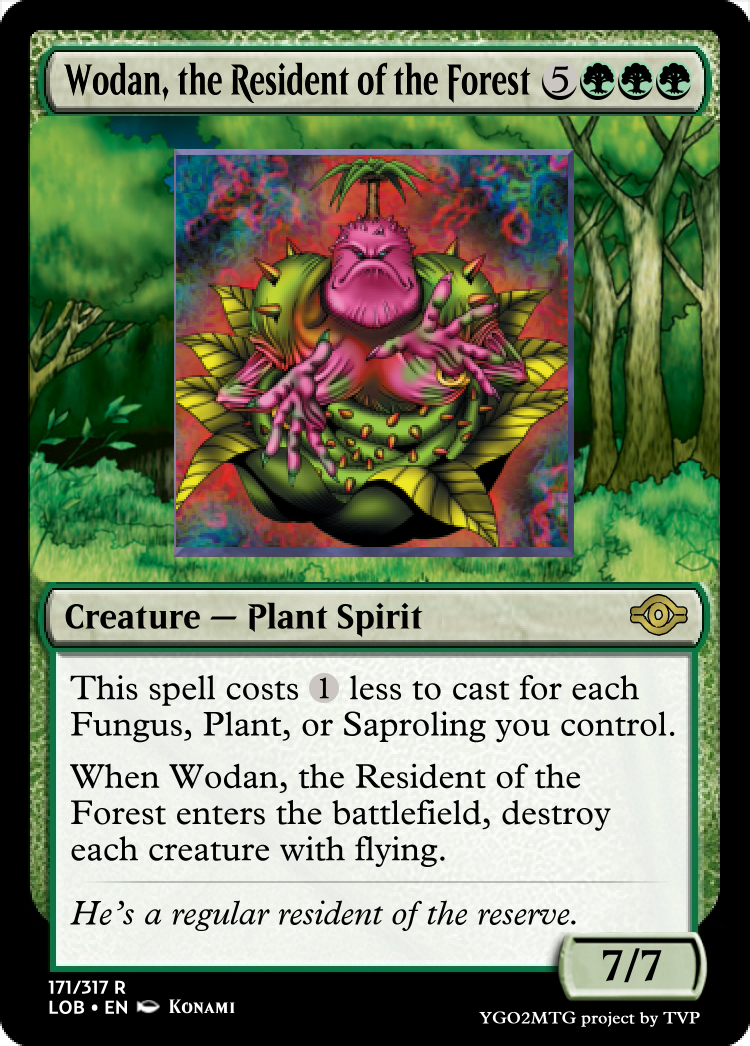 Wodan, the Resident of the Forest 5
Creature — Plant Spirit
This spell costs 1 less to cast for each
Fungus, Plant, or Saproling you control.
When Wodan, the Resident of the
Forest enters the battlefield, destroy
each creature with flying.
He's a regular resident of the reserve.
7/7
171/317 R
LOB • EN KONAMI
YGO2MTG project by TVP